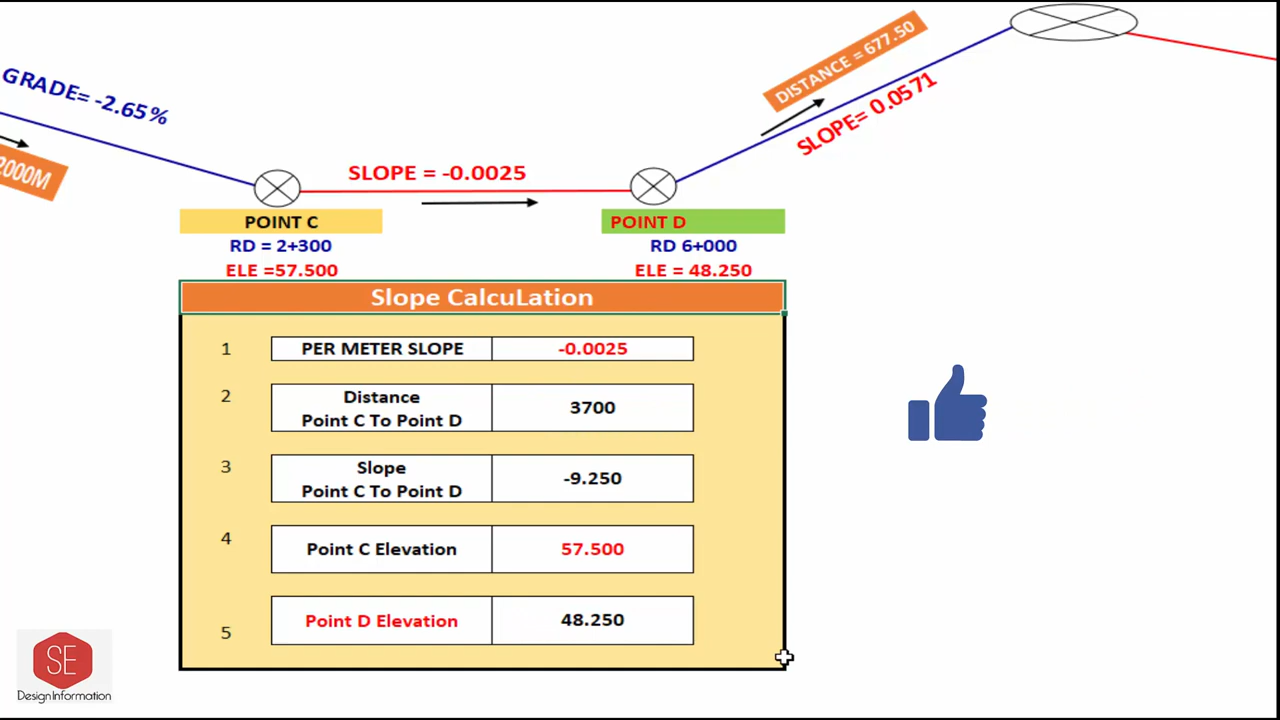 GRADE= -2.65%
2000M
SLOPE = -0.0025
DISTANCE = 677.50
SLOPE= 0.0571
POINT C
RD = 2+300
ELE =57.500
POINT D
RD 6+000
ELE = 48.250
Slope CalcuLation
1 PER METER SLOPE -0.0025
2 Distance
Point C To Point D 3700
3 Slope
Point C To Point D -9.250
4 Point C Elevation 57.500
5 Point D Elevation 48.250
SE
Design Information